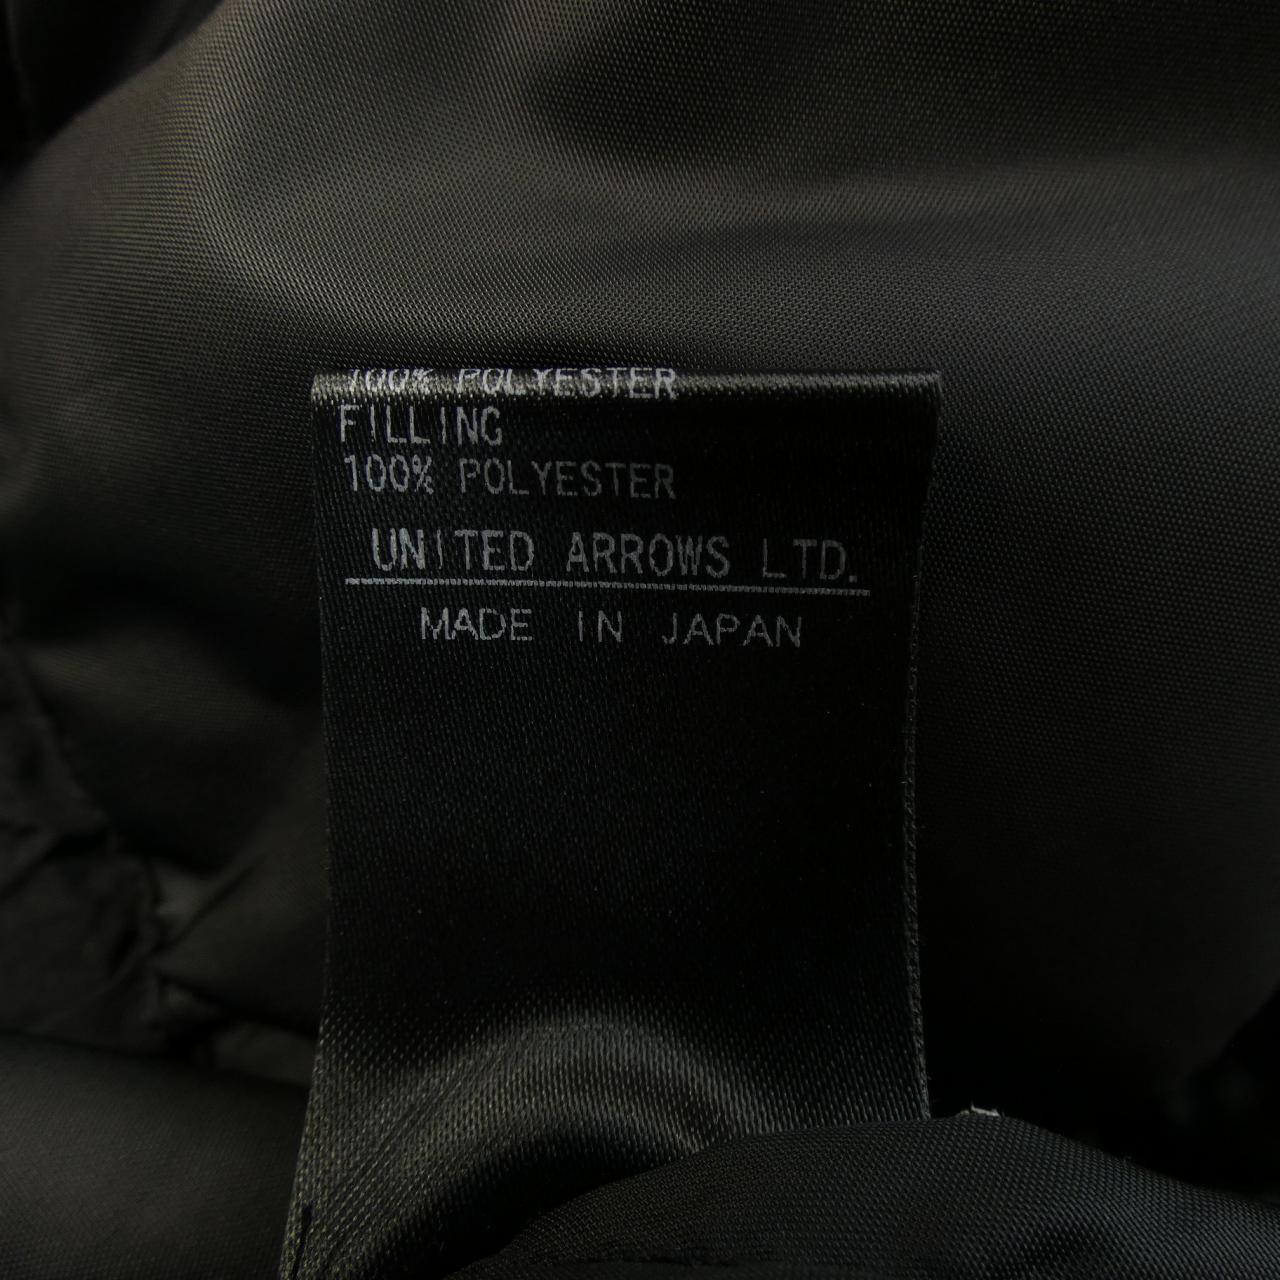 100% POLYESTER
FILLING
100% POLYESTER
UNITED ARROWS LTD.
MADE IN JAPAN